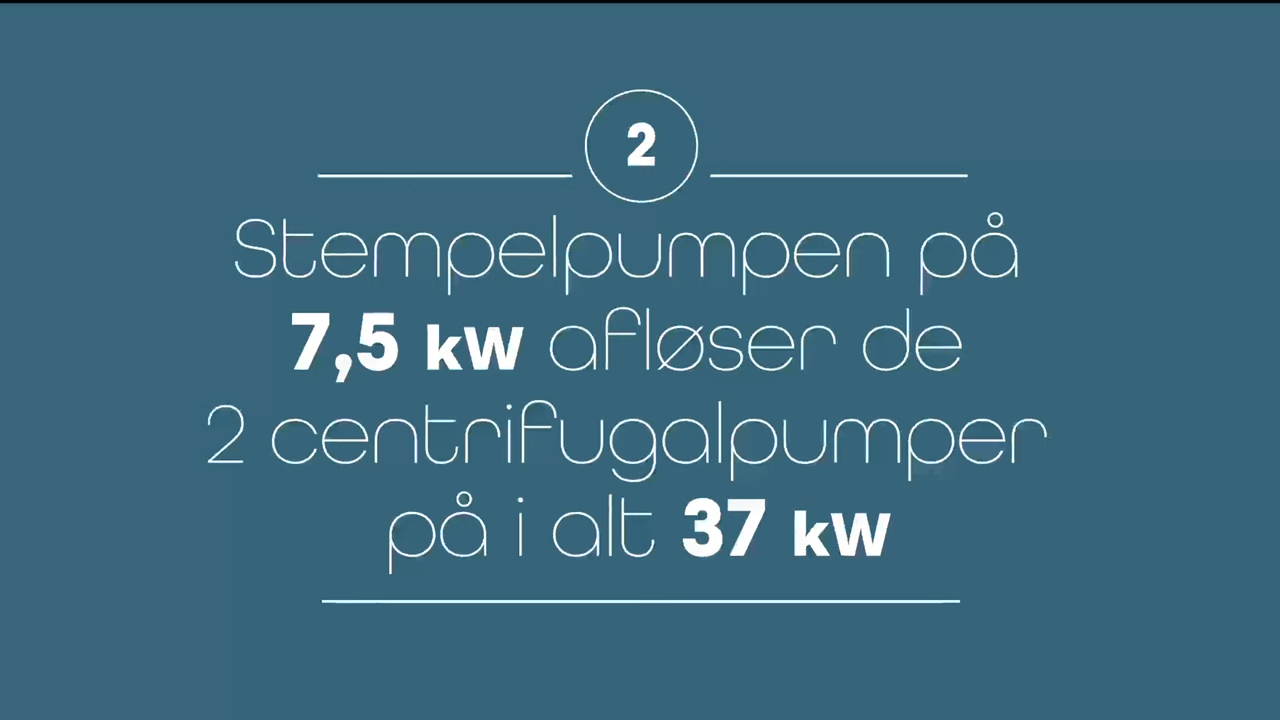 2
Stempelpumpen på
7,5 kW afløser de
2 centrifugalpumper
på i alt 37 kW